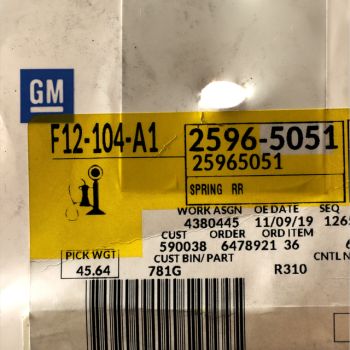 GM
F12-104-A1
2596-5051
25965051
SPRING RR
WORK ASGN OE DATE SEQ
4380445 11/09/19
CUST ORDER ORD ITEM
590038 6478921 36
PICK WGT
45.64
CUST BIN/ PART
781G
R310
CNTL